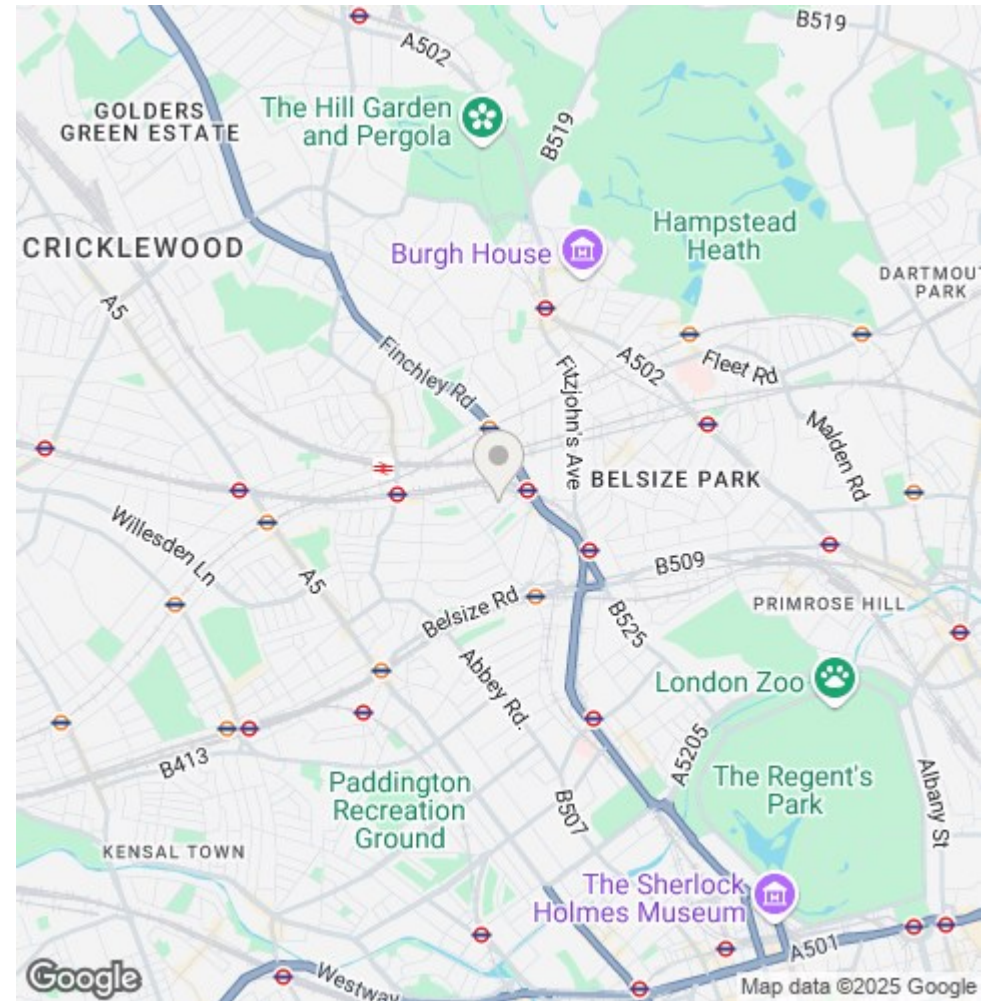 B519
A502
GOLDERS
GREEN ESTATE
The Hill Garden
and Pergola
B519
CRICKLEWOOD
Burgh House
Hampstead
Heath
DARTMOU
PARK
A5
Finchley Rd
Fitzjohn's Ave
A502
Fleet Rd
Malden Rd
BELSIZE PARK
Willesden Ln
A5
B509
Belsize Rd
B525
PRIMROSE HILL
Abbey Rd.
London Zoo
A5205
B413
Paddington
Recreation
Ground
B507
The Regent's
Park
Albany St
KENSAL TOWN
The Sherlock
Holmes Museum
A501
Westway
Google
Map data ©2025 Google